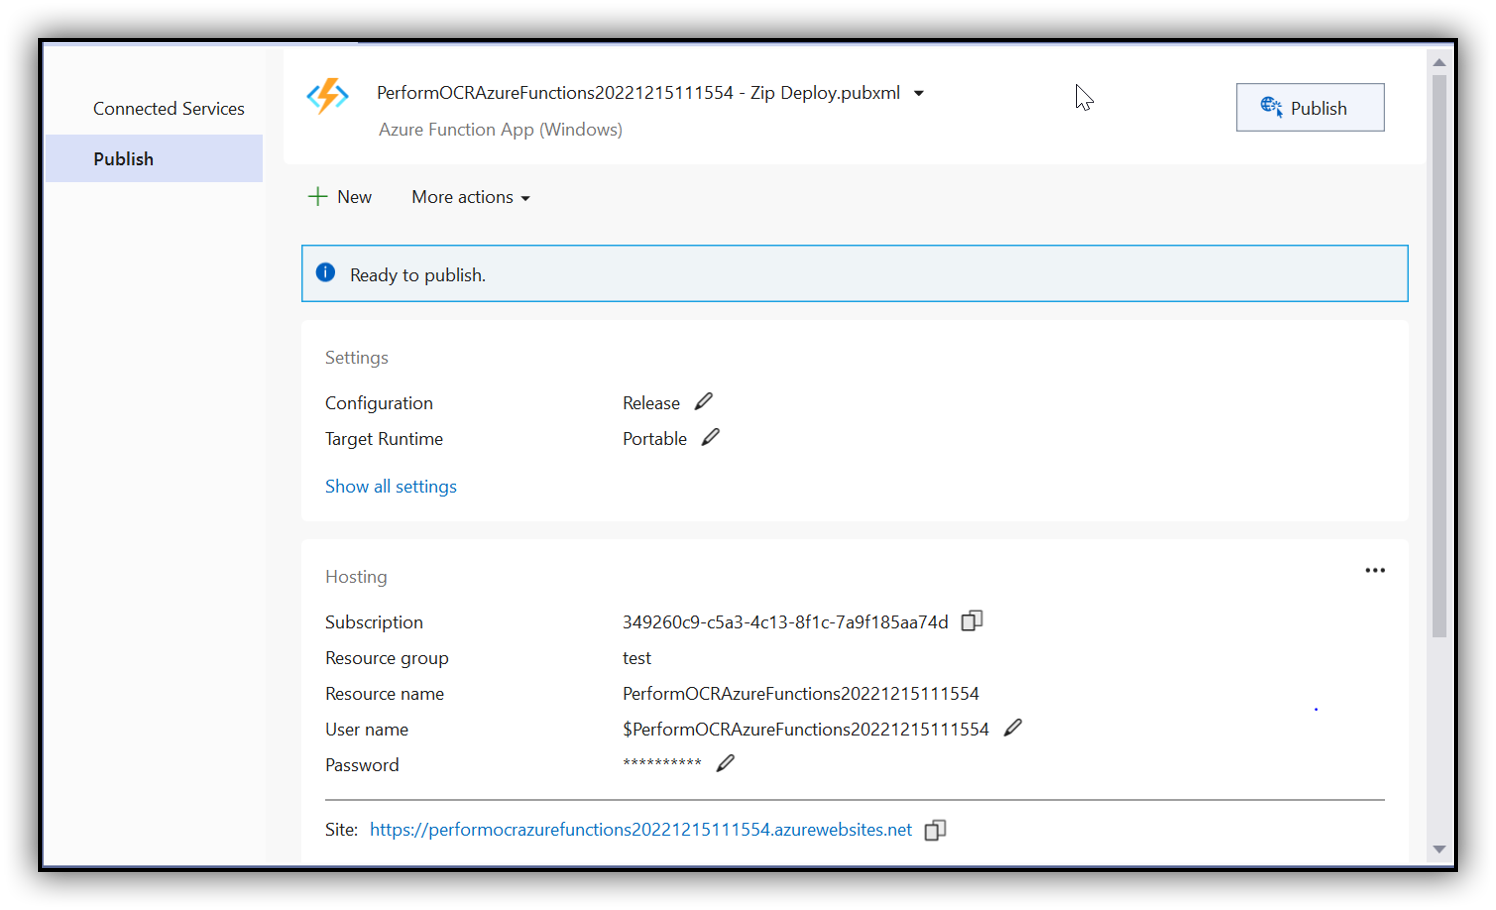 Connected Services
Publish
PerformOCRAzureFunctions20221215111554 - Zip Deploy.pubxml
Azure Function App (Windows)
Publish
New
More actions
Ready to publish.
Settings
Configuration Release
Target Runtime Portable
Show all settings
Hosting
Subscription 349260c9-c5a3-4c13-8f1c-7a9f185aa74d
Resource group test
Resource name PerformOCRAzureFunctions20221215111554
User name $PerformOCRAzureFunctions20221215111554
Password **********
Site: https://performocrazurefunctions20221215111554.azurewebsites.net